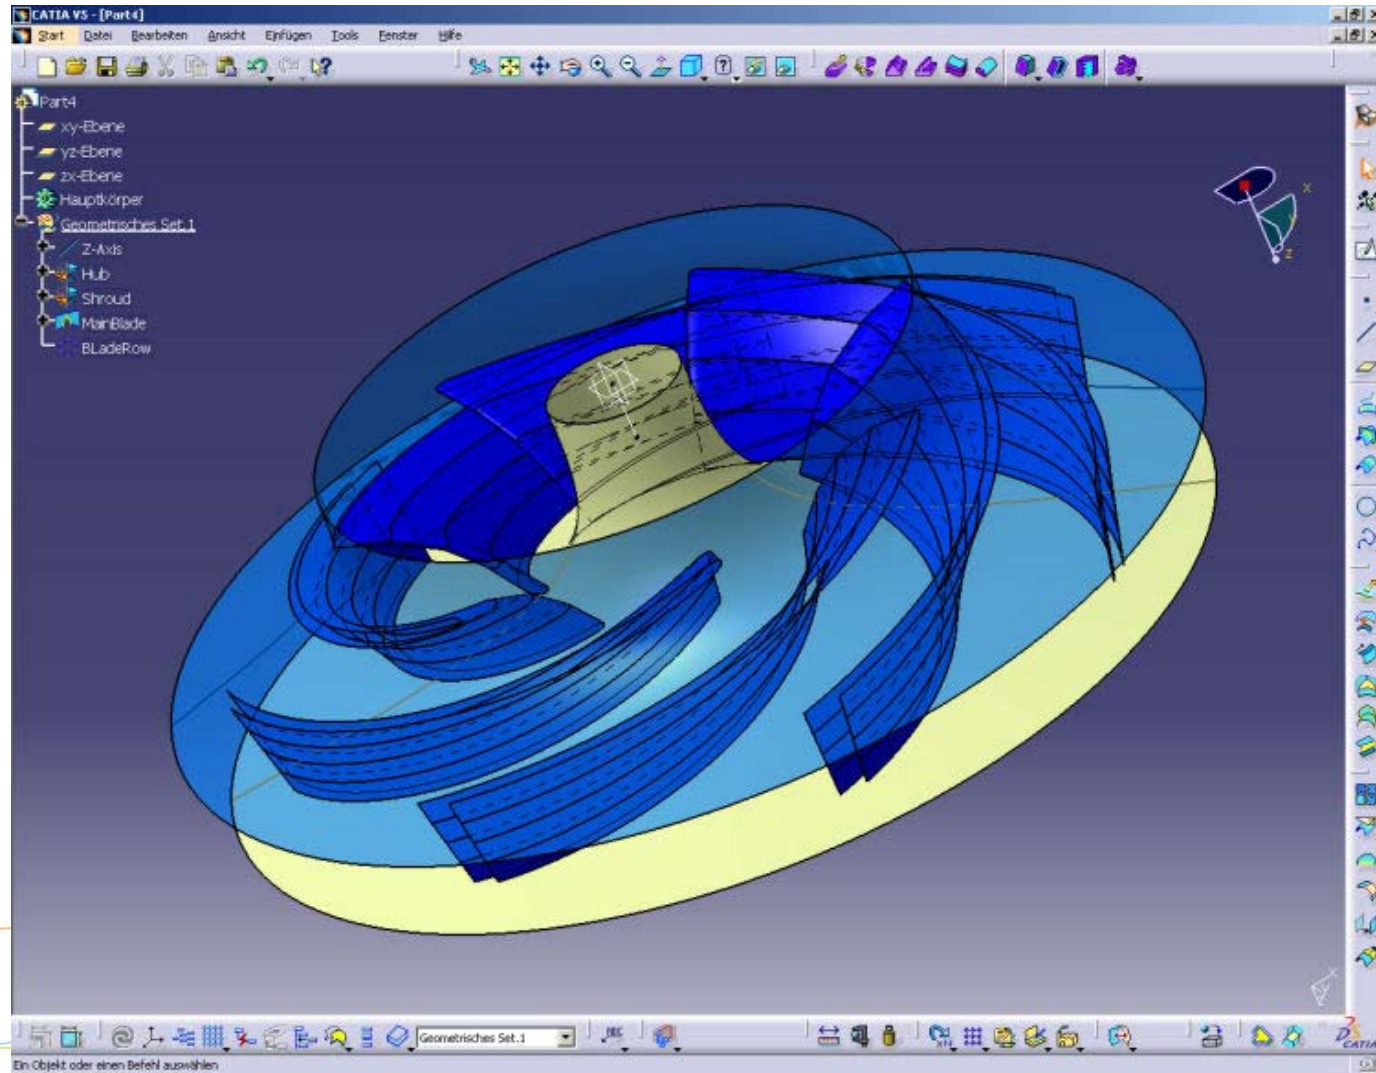 CATIA V5 - [Part4]
Start Datei Bearbeiten Ansicht Einfügen Tools Fenster Hilfe
Part4
xy-Ebene
yz-Ebene
zx-Ebene
Hauptkörper
Geometrisches Set.1
Z-Axis
Hub
Shroud
MainBlade
BLadeRow
x
z
Geometrisches Set.1
CATIA
Ein Objekt oder einen Befehl auswählen